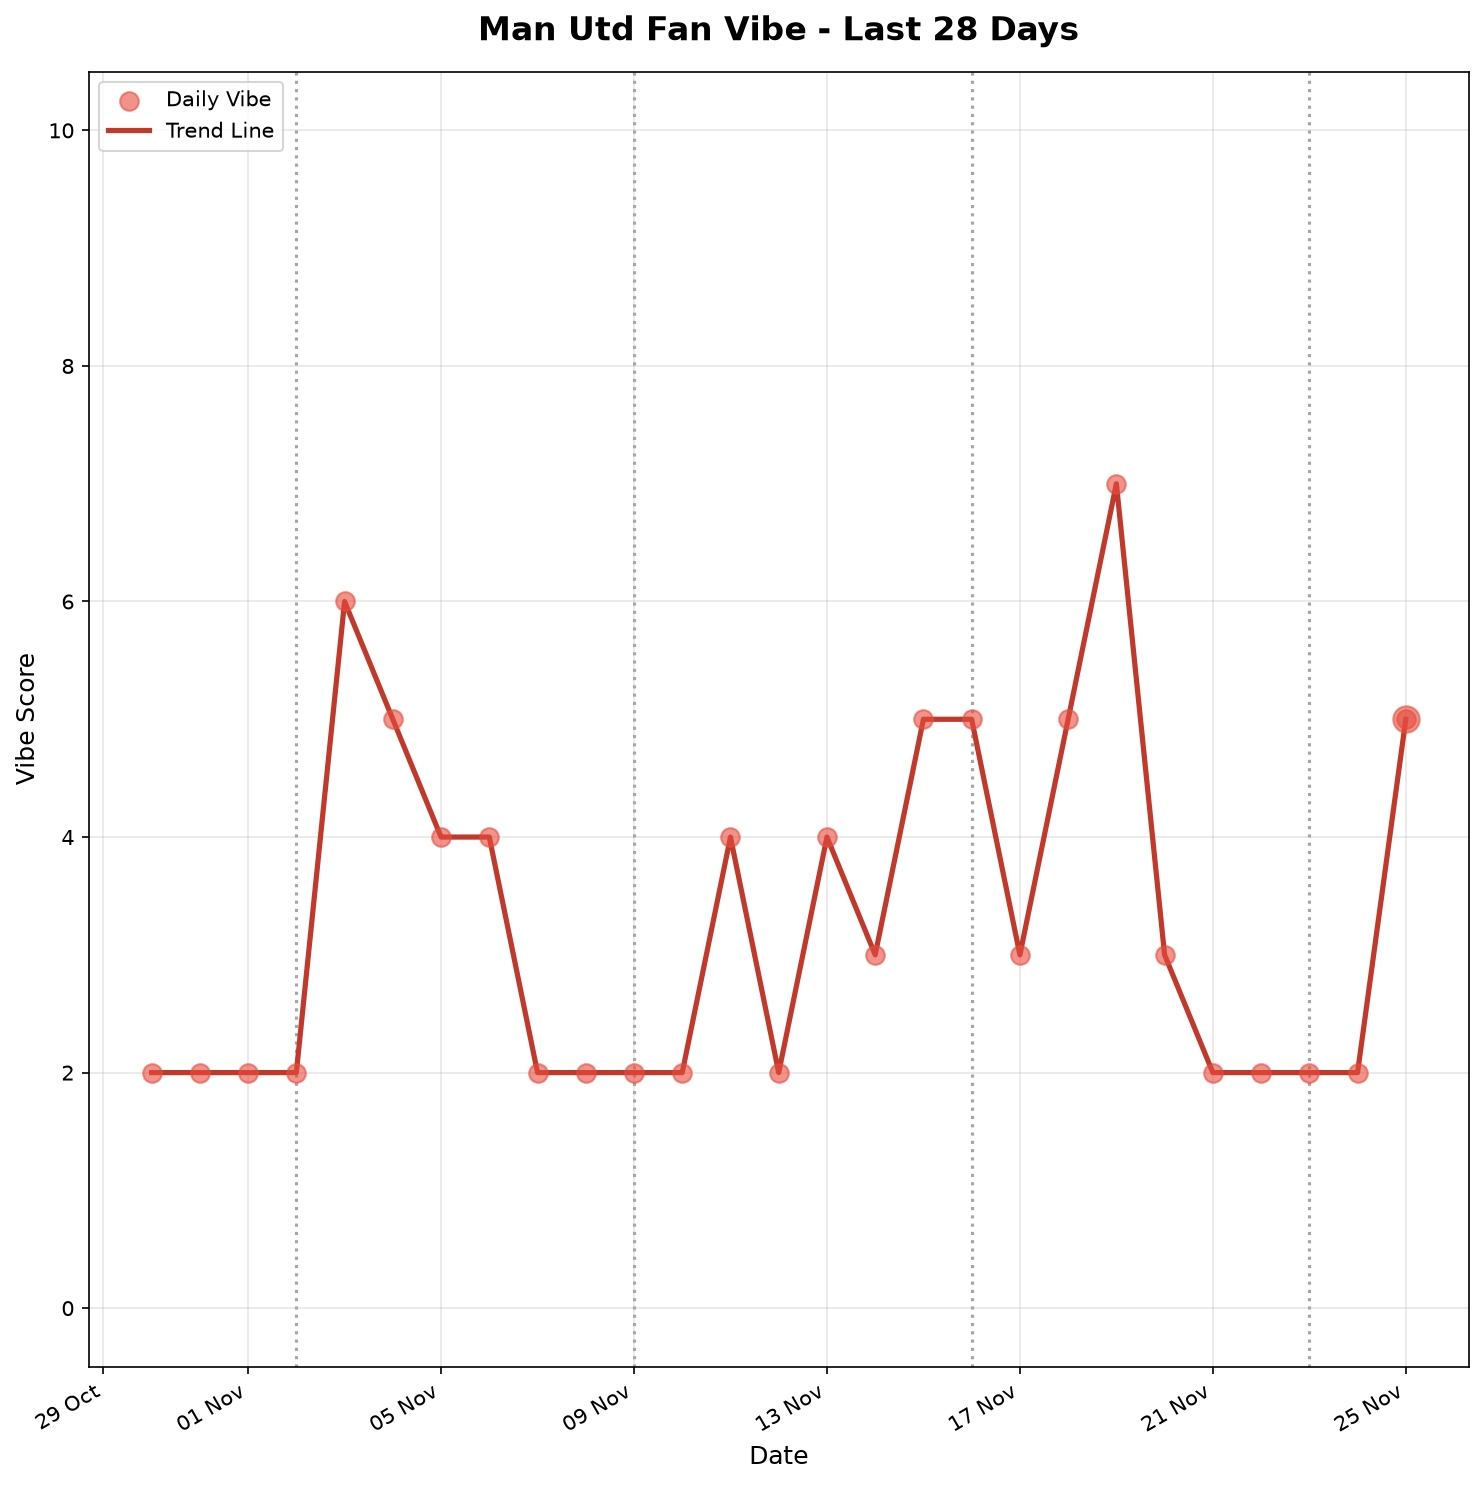 Man Utd Fan Vibe - Last 28 Days
Daily Vibe
Trend Line
10
8
6
4
2
0
Vibe Score
29 Oct
01 Nov
05 Nov
09 Nov
13 Nov
17 Nov
21 Nov
25 Nov
Date